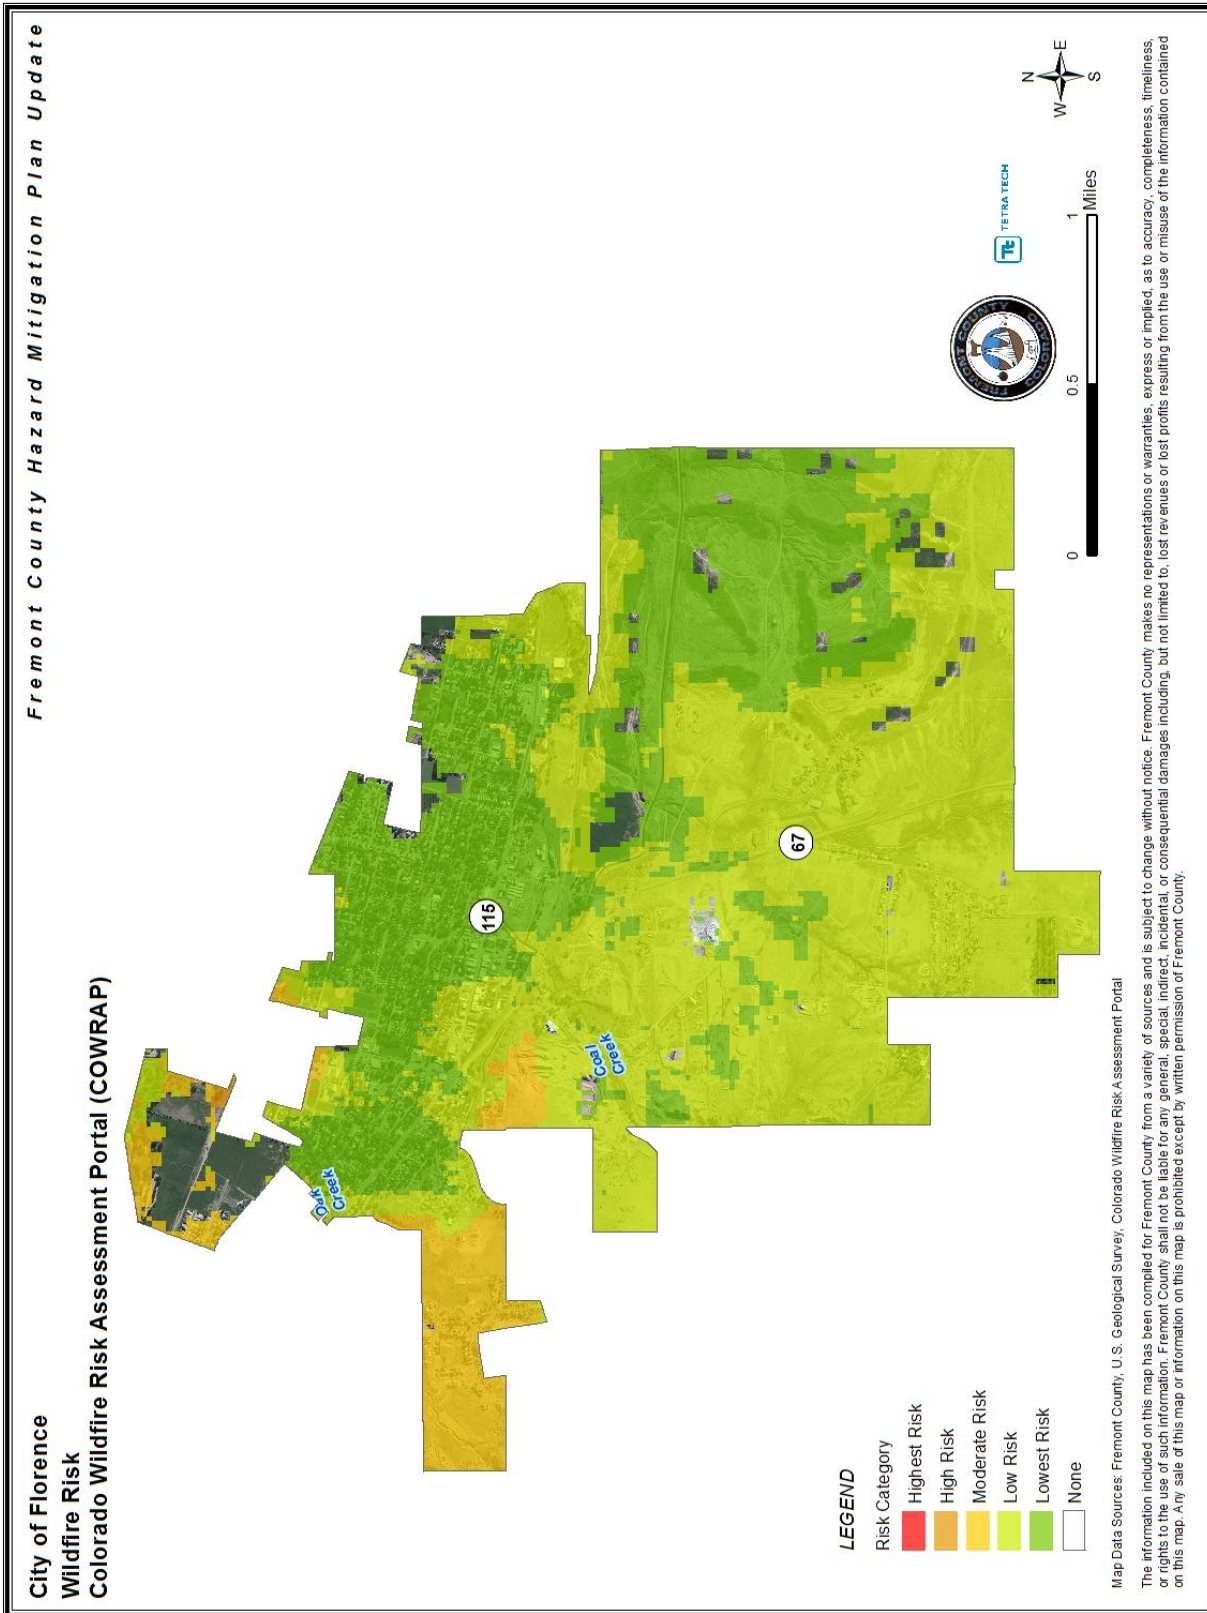 City of Florence
Wildfire Risk
Colorado Wildfire Risk Assessment Portal (COWRAP)
Fremont County Hazard Mitigation Plan Update
Oak
Creek
115
Coal
Creek
67
LEGEND
Risk Category
Highest Risk
High Risk
Moderate Risk
Low Risk
Lowest Risk
None
FREMONT COUNTY
COLORADO
Tt TETRA TECH
0 0.5 1
Miles
N
W E
S
Map Data Sources: Fremont County, U.S. Geological Survey, Colorado Wildfire Risk Assessment Portal
The information included on this map has been compiled for Fremont County from a variety of sources and is subject to change without notice. Fremont County makes no representations or warranties, express or implied, as to accuracy, completeness, timeliness,
or rights to the use of such information. Fremont County shall not be liable for any general, special, indirect, incidental, or consequential damages including, but not limited to, lost revenues or lost profits resulting from the use or misuse of the information contained
on this map. Any sale of this map or information on this map is prohibited except by written permission of Fremont County.